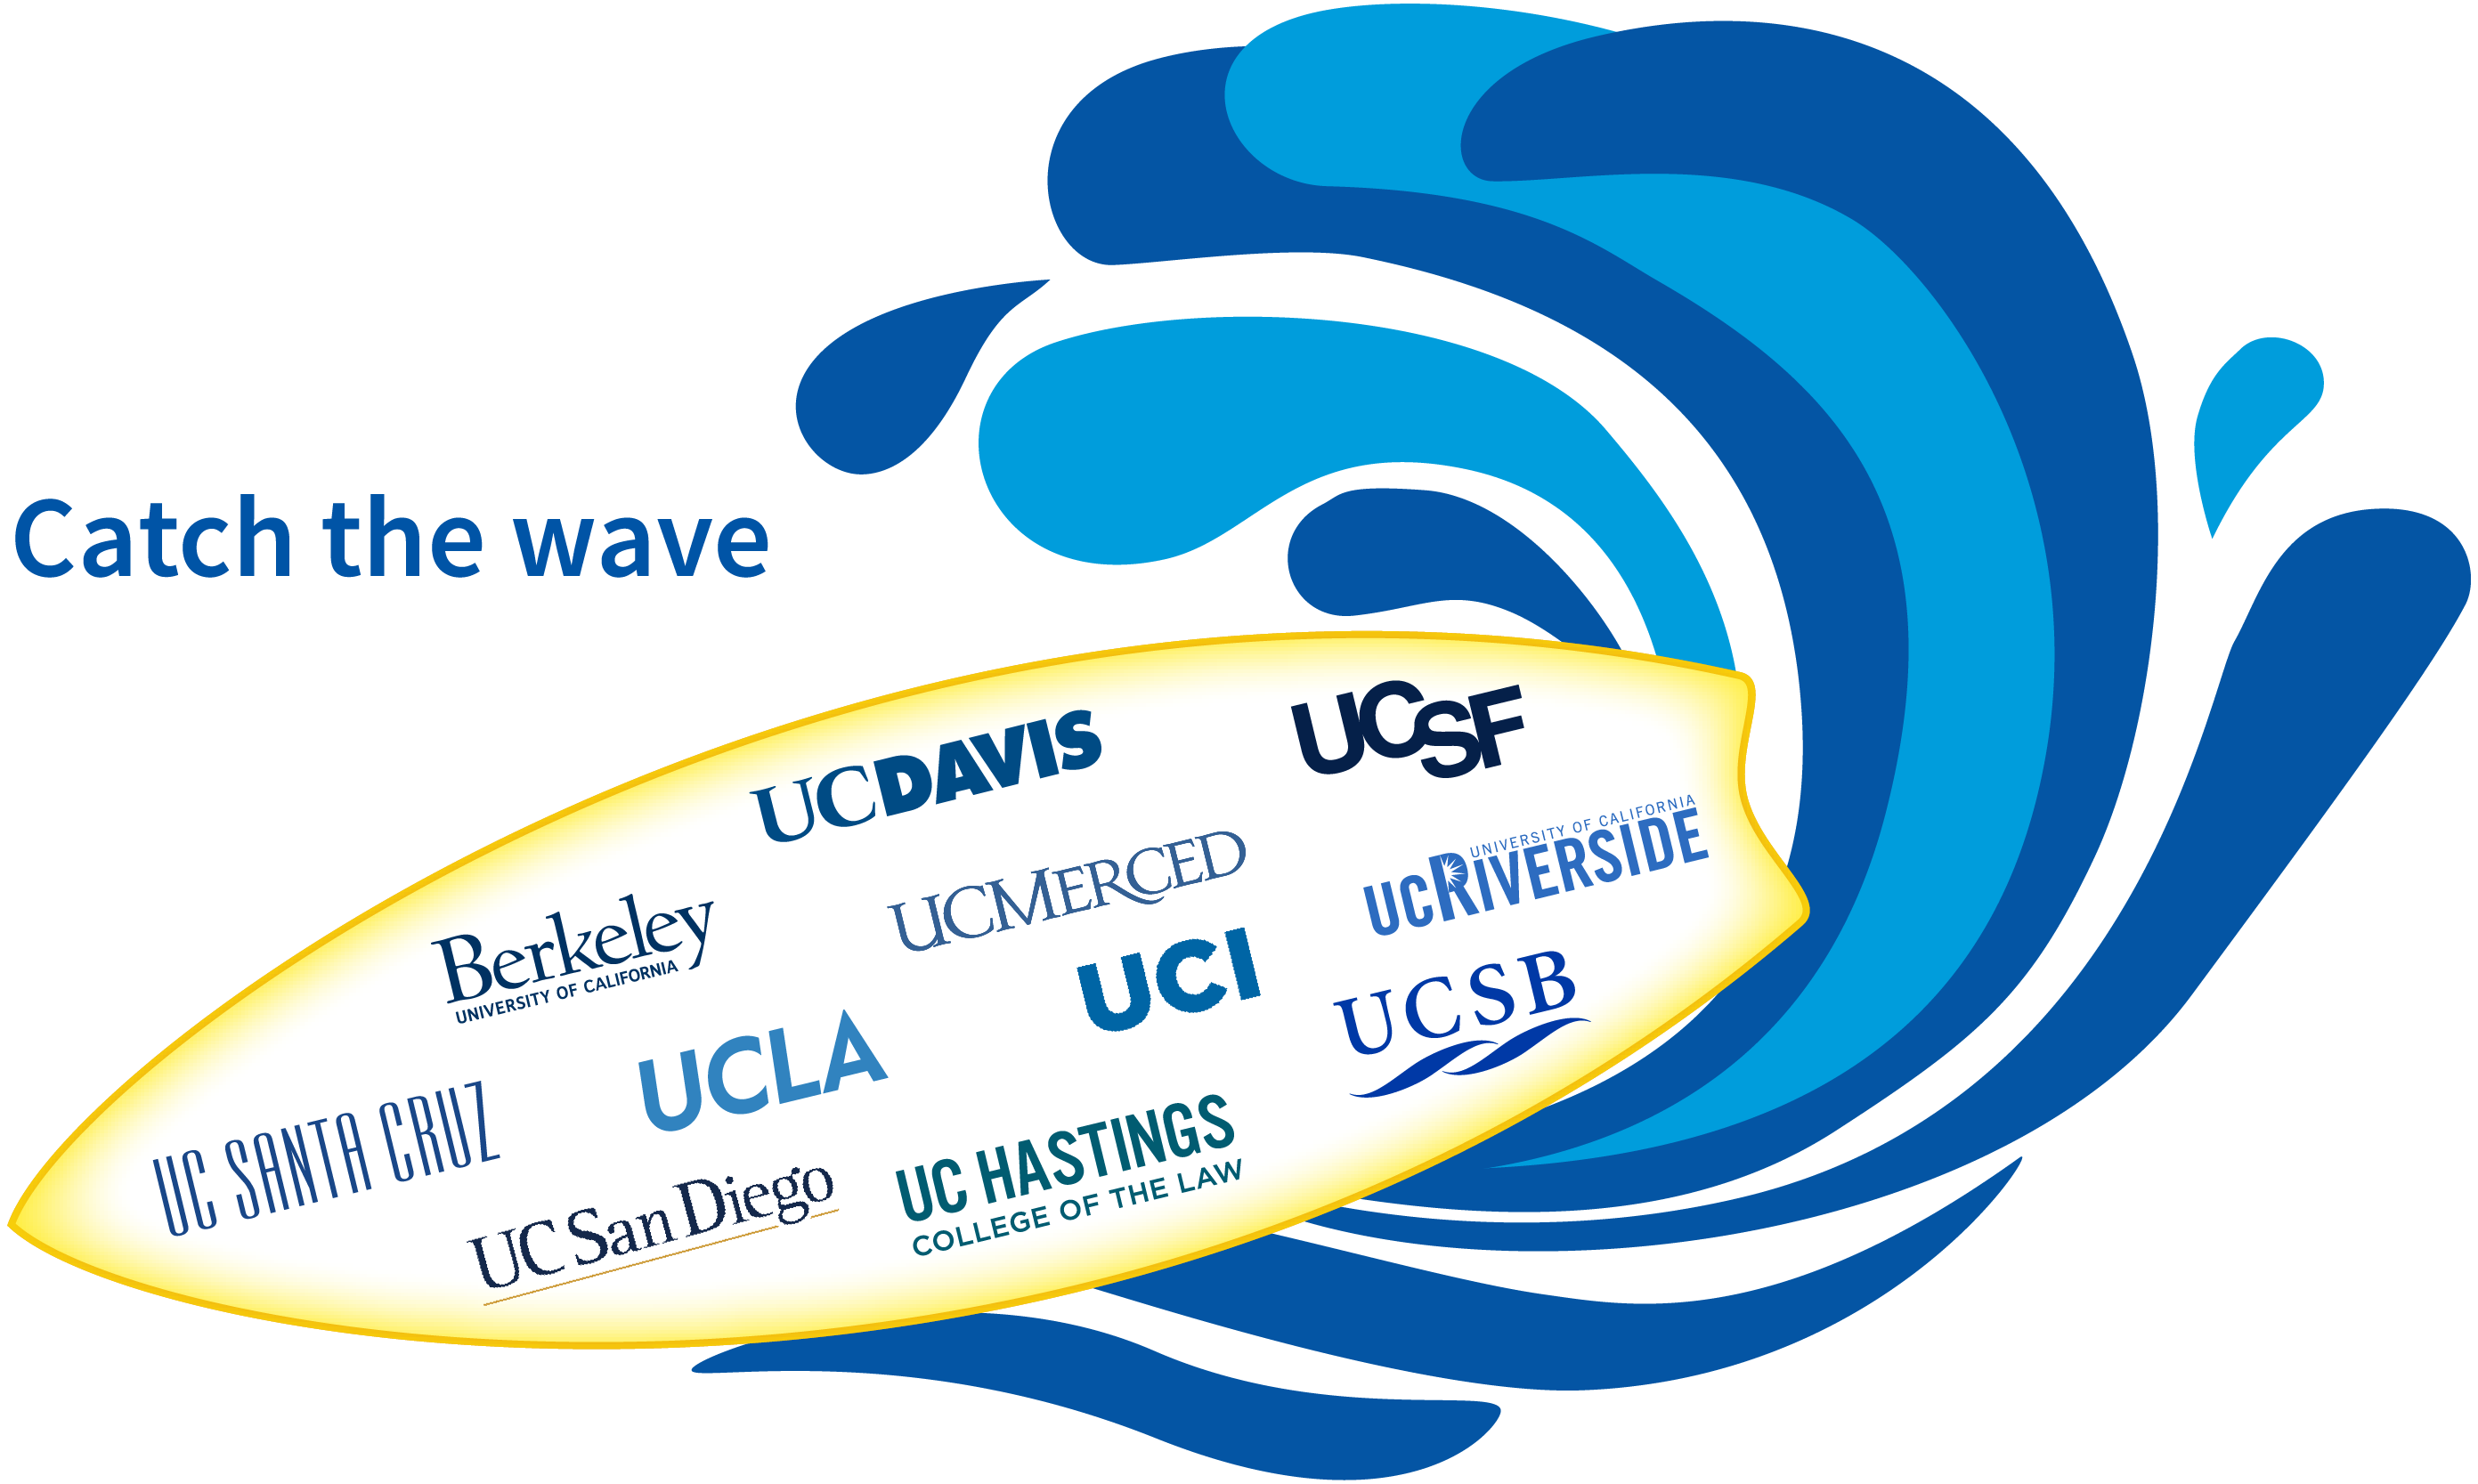 Catch the wave
UCDAVIS
UCSF
UCMERCED
UNIVERSITY OF CALIFORNIA
UCRIVERSIDE
Berkeley
UNIVERSITY OF CALIFORNIA
UCI
UCSB
UCLA
UC SANTA CRUZ
UC San Diego
UC HASTINGS
COLLEGE OF THE LAW